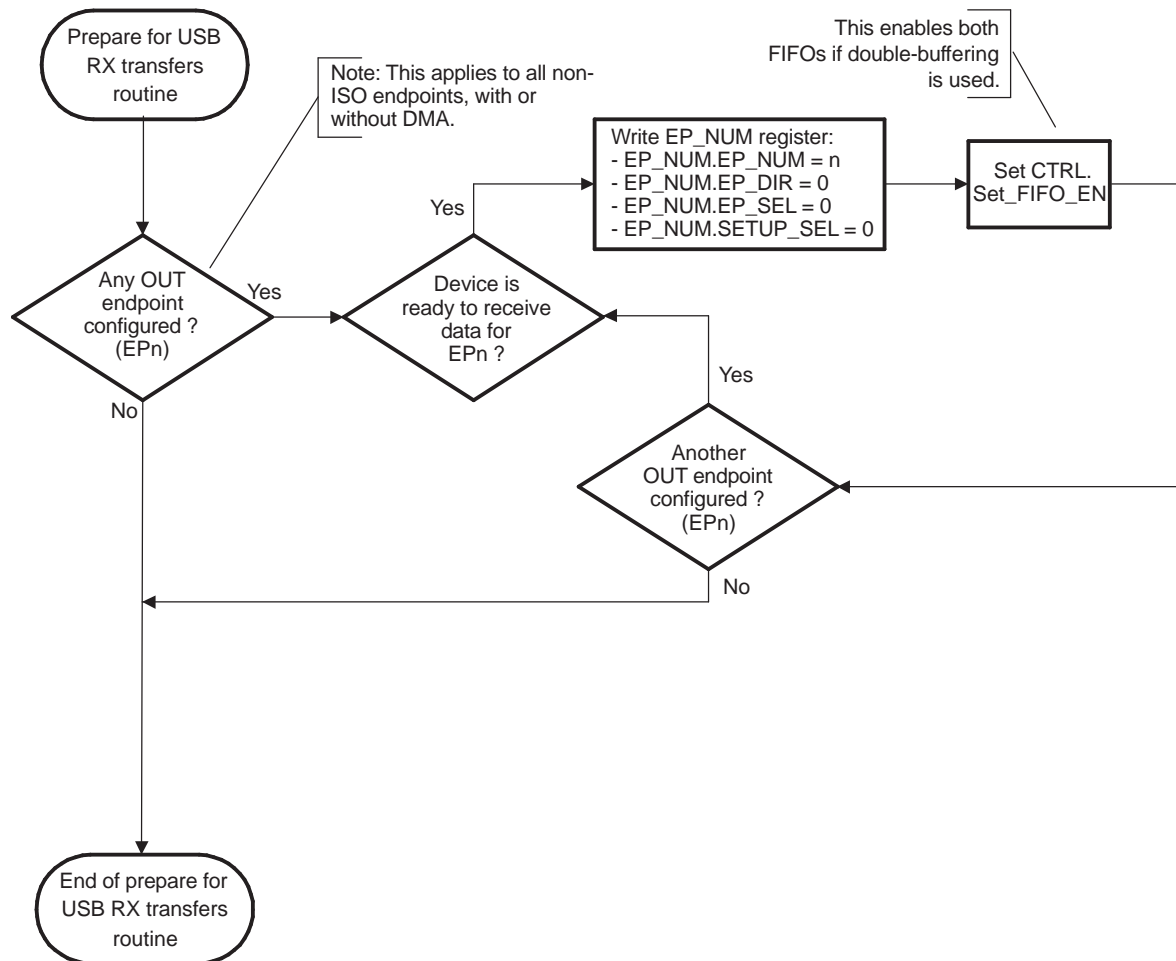 Prepare for USB
RX transfers
routine
Note: This applies to all non-
ISO endpoints, with or
without DMA.
This enables both
FIFOs if double-buffering
is used.
Write EP_NUM register:
- EP_NUM.EP_NUM = n
- EP_NUM.EP_DIR = 0
- EP_NUM.EP_SEL = 0
- EP_NUM.SETUP_SEL = 0
Set CTRL.
Set_FIFO_EN
Yes
Any OUT
endpoint
configured ?
(EPn)
Yes
No
Device is
ready to receive
data for
EPn ?
Yes
Another
OUT endpoint
configured ?
(EPn)
No
End of prepare for
USB RX transfers
routine